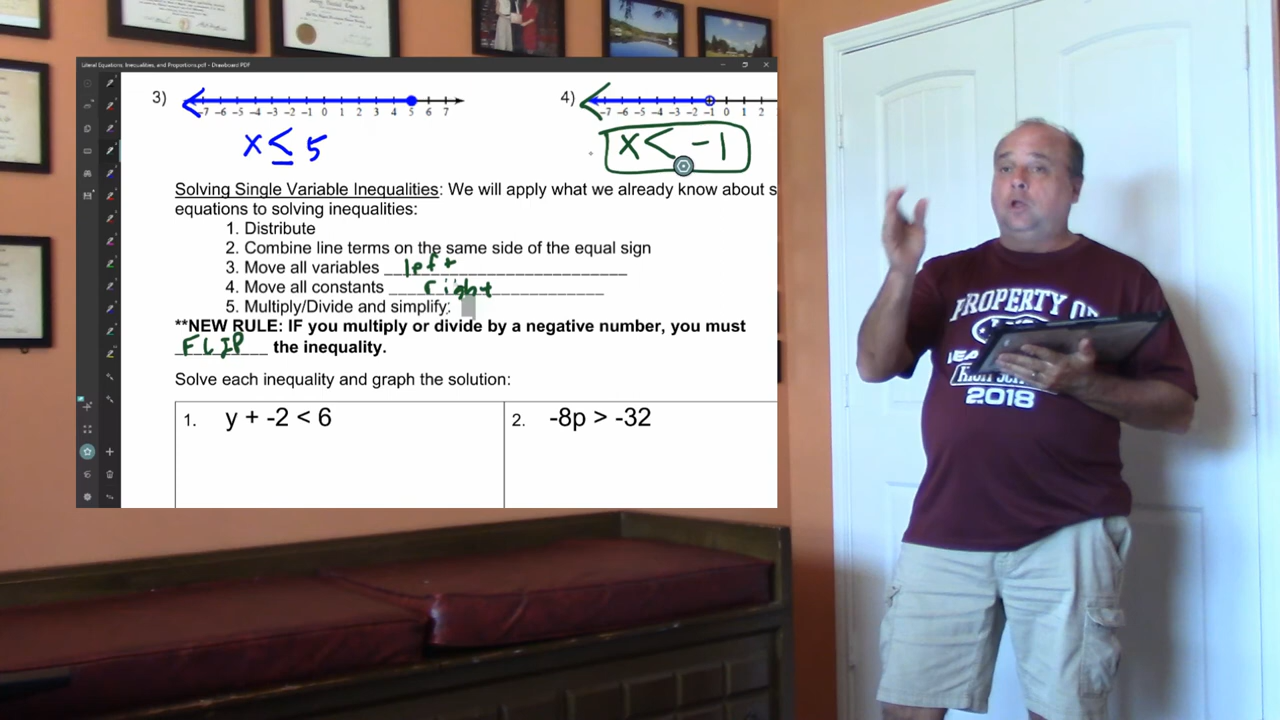 Literal Equations, Inequalities, and Proportions.pdf - Drawboard PDF
3) -7 -6 -5 -4 -3 -2 -1 0 1 2 3 4 5 6 7
4) -7 -6 -5 -4 -3 -2 -1 0 1 2
x ≤ 5
x < -1
Solving Single Variable Inequalities: We will apply what we already know about s
equations to solving inequalities:
1. Distribute
2. Combine line terms on the same side of the equal sign
3. Move all variables left
4. Move all constants right
5. Multiply/Divide and simplify:
**NEW RULE: IF you multiply or divide by a negative number, you must
FLIP the inequality.
Solve each inequality and graph the solution:
1. y + -2 < 6
2. -8p > -32
PROPERTY OF
HIGH SCH
2018